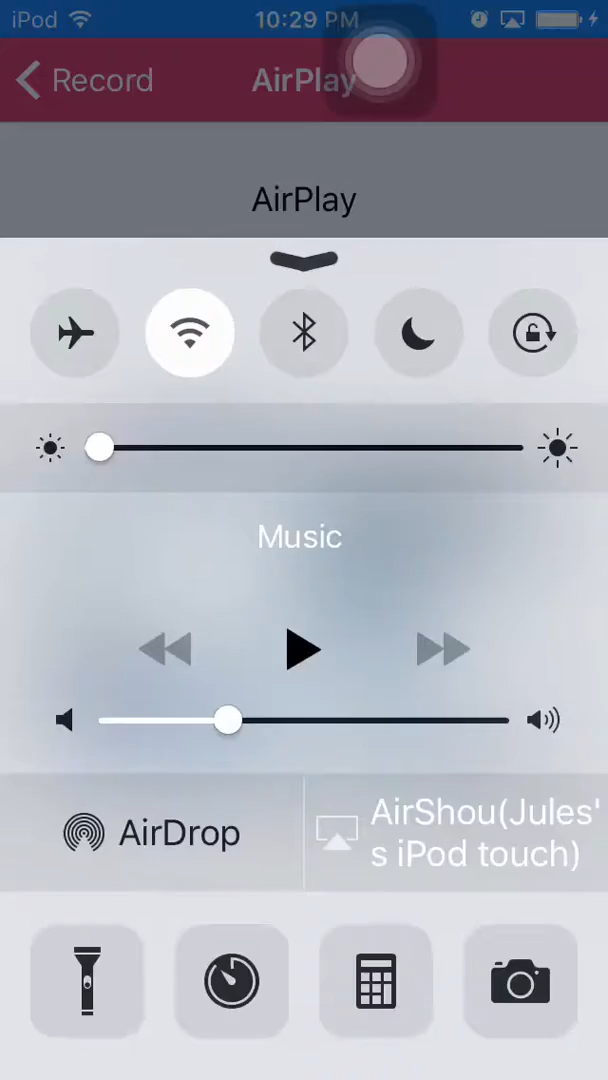 iPod 10:29 PM
Record AirPlay
AirPlay
Music
AirDrop
AirShou(Jules'
s iPod touch)